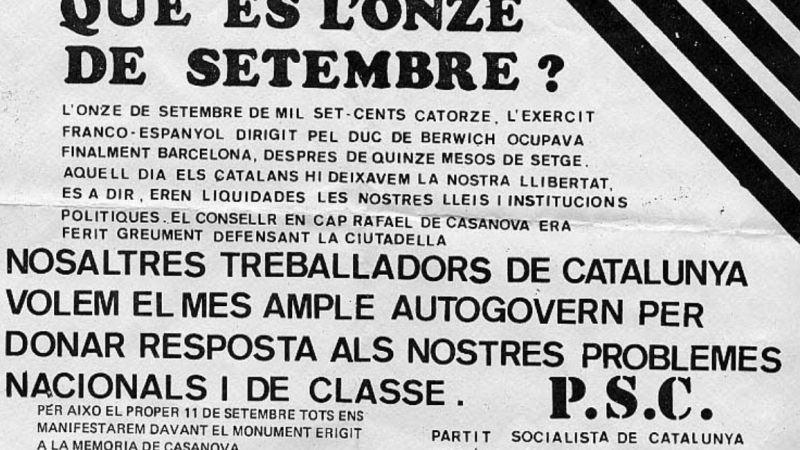 QUE ES L'ONZE
DE SETEMBRE ?
L'ONZE DE SETEMBRE DE MIL SET-CENTS CATORZE, L'EXERCIT
FRANCO-ESPANYOL DIRIGIT PEL DUC DE BERWICH OCUPAVA
FINALMENT BARCELONA, DESPRES DE QUINZE MESOS DE SETGE.
AQUELL DIA ELS CATALANS HI DEIXAVEM LA NOSTRA LLIBERTAT,
ES A DIR, EREN LIQUIDADES LES NOSTRES LLEIS I INSTITUCIONS
POLITIQUES. EL CONSELLR EN CAP RAFAEL DE CASANOVA ERA
FERIT GREUMENT DEFENSANT LA CIUTADELLA
NOSALTRES TREBALLADORS DE CATALUNYA
VOLEM EL MES AMPLE AUTOGOVERN PER
DONAR RESPOSTA ALS NOSTRES PROBLEMES
NACIONALS I DE CLASSE.
P.S.C.
PER AIXO EL PROPER 11 DE SETEMBRE TOTS ENS
MANIFESTAREM DAVANT EL MONUMENT ERIGIT
A LA MEMORIA DE CASANOVA
PARTIT SOCIALISTA DE CATALUNYA